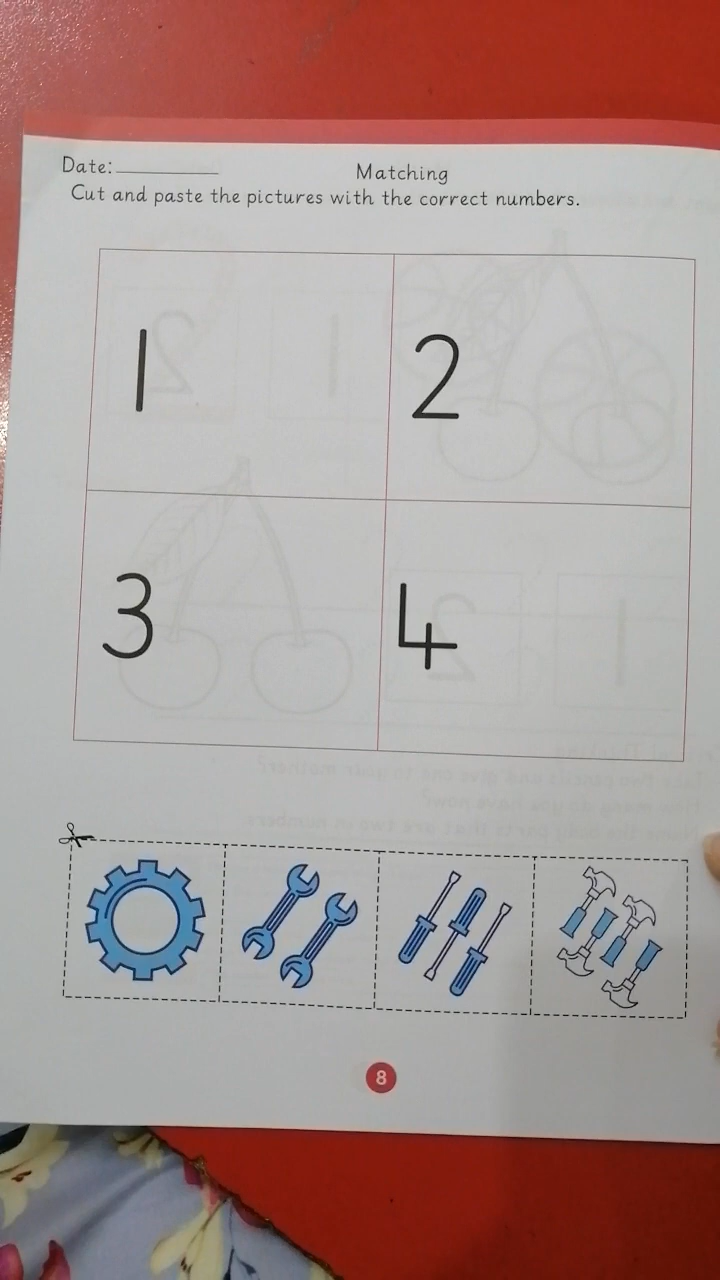 Date:
Matching
Cut and paste the pictures with the correct numbers.
1
2
3
4
8